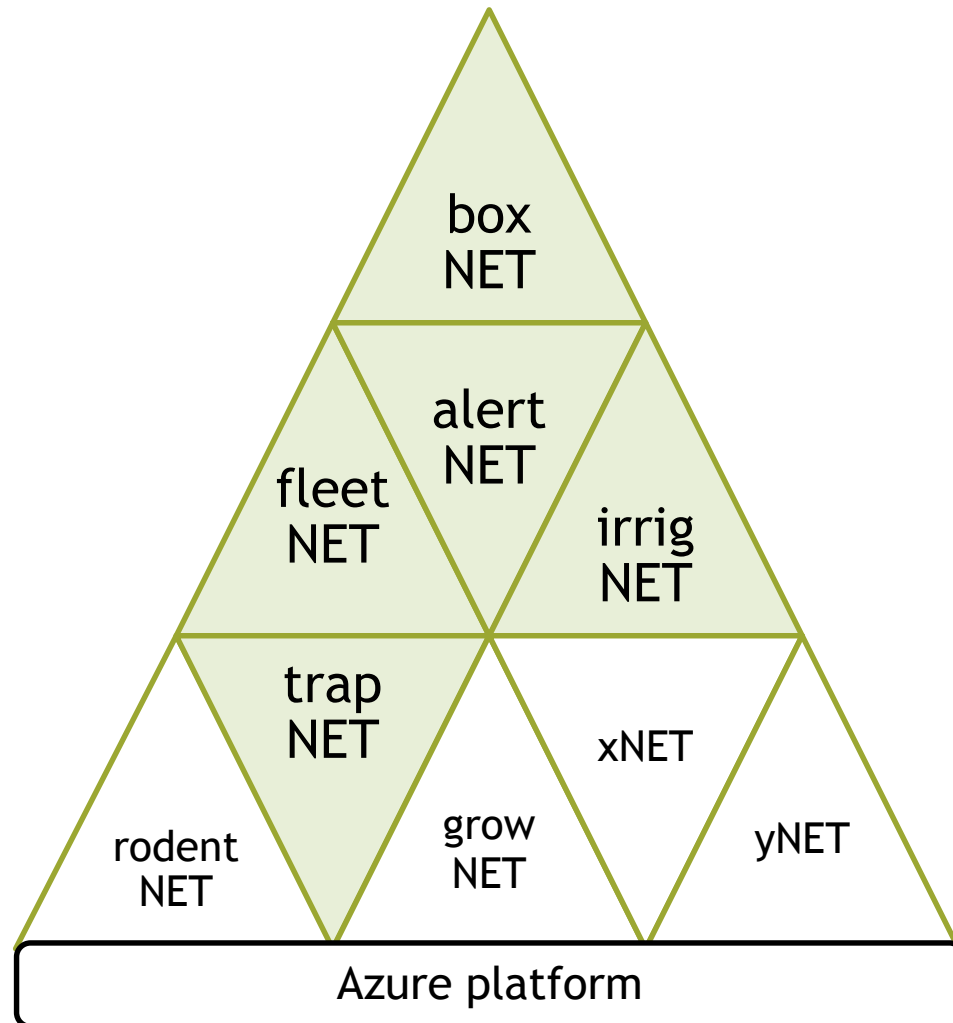 box
NET
alert
NET
fleet
NET
irrig
NET
trap
NET
xNET
rodent
NET
grow
NET
yNET
Azure platform